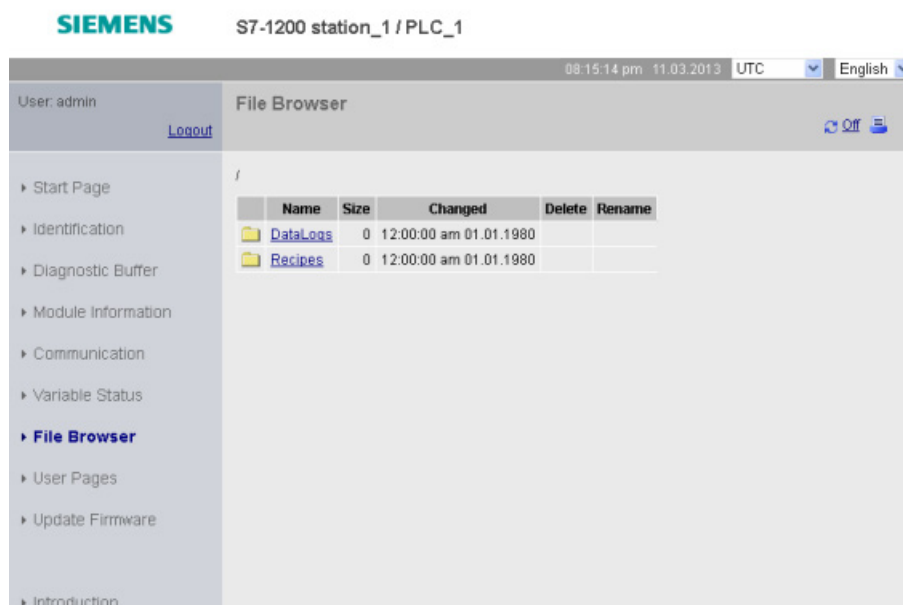 SIEMENS S7-1200 station_1 / PLC_1
08:15:14 pm 11.03.2013 UTC English
User: admin
Logout
File Browser
Off
Start Page
Identification
Diagnostic Buffer
Module Information
Communication
Variable Status
File Browser
User Pages
Update Firmware
Introduction
/
Name Size Changed Delete Rename
DataLogs 0 12:00:00 am 01.01.1980
Recipes 0 12:00:00 am 01.01.1980